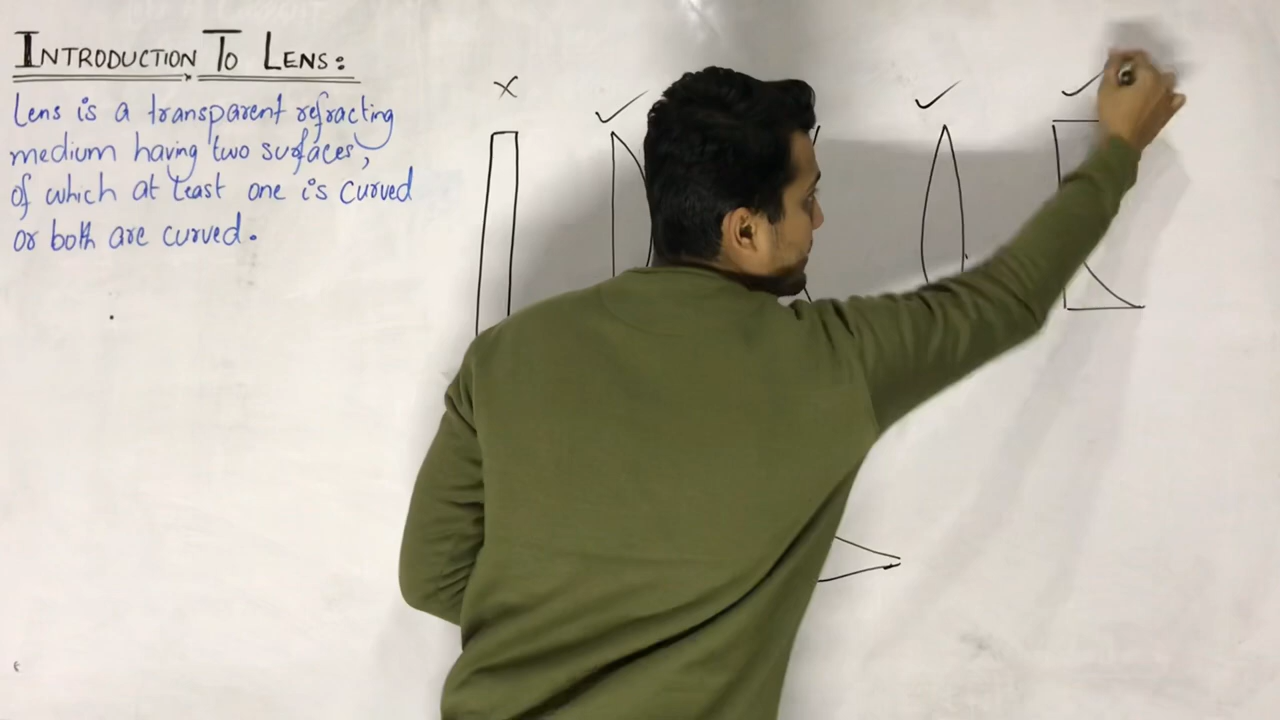 INTRODUCTION TO LENS:
Lens is a transparent refracting
medium having two surfaces,
of which at least one is curved
or both are curved.